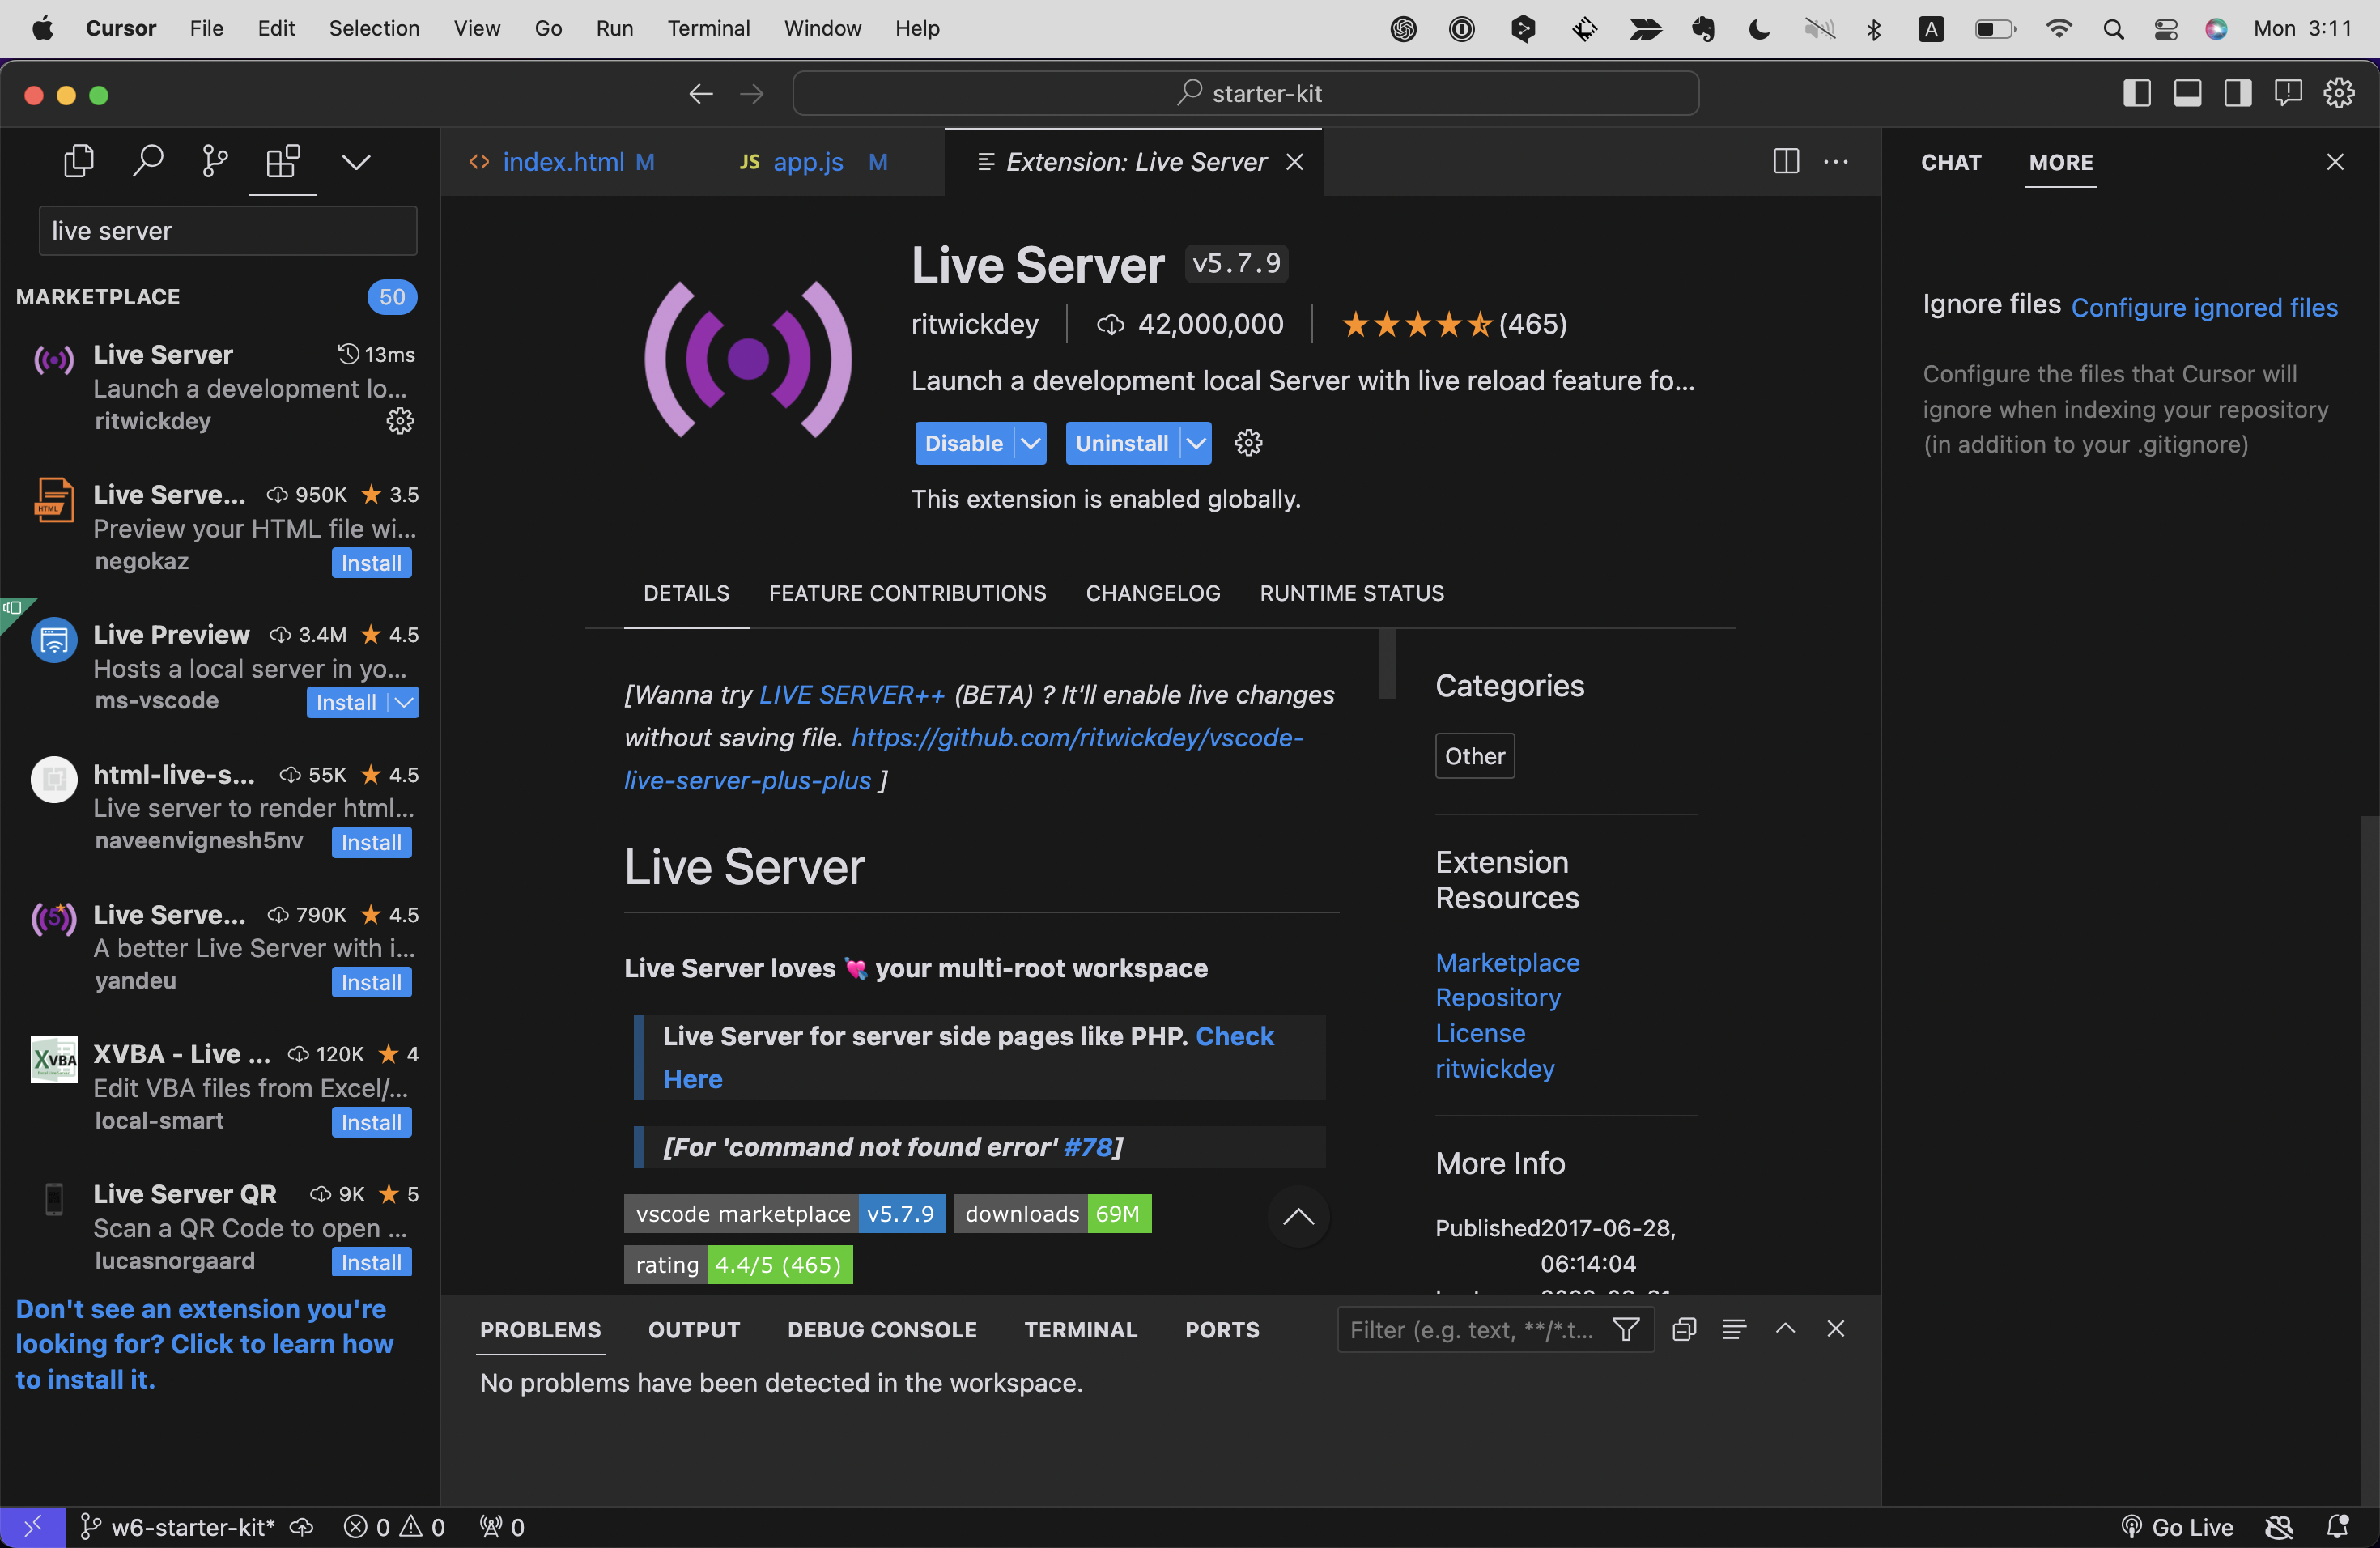 Cursor File Edit Selection View Go Run Terminal Window Help A Mon 3:11
starter-kit
live server
MARKETPLACE 50
Live Server 13ms
Launch a development lo...
ritwickdey
Live Serve... 950K 3.5
Preview your HTML file wi...
HTML
negokaz Install
Live Preview 3.4M 4.5
Hosts a local server in yo...
ms-vscode Install
html-live-s... 55K 4.5
Live server to render html...
naveenvignesh5nv Install
Live Serve... 790K 4.5
5
A better Live Server with i...
yandeu Install
XVBA - Live ... 120K 4
XVBA
Edit VBA files from Excel/...
local-smart Install
Live Server QR 9K 5
Scan a QR Code to open ...
lucasnorgaard Install
Don't see an extension you're
looking for? Click to learn how
to install it.
index.html M JS app.js M Extension: Live Server
Live Server v5.7.9
ritwickdey 42,000,000 (465)
Launch a development local Server with live reload feature fo...
Disable Uninstall
This extension is enabled globally.
DETAILS FEATURE CONTRIBUTIONS CHANGELOG RUNTIME STATUS
[Wanna try LIVE SERVER++ (BETA) ? It'll enable live changes
without saving file. https://github.com/ritwickdey/vscode-
live-server-plus-plus ]
Live Server
Live Server loves 💘 your multi-root workspace
Live Server for server side pages like PHP. Check
Here
[For 'command not found error' #78]
vscode marketplace v5.7.9 downloads 69M
rating 4.4/5 (465)
Categories
Other
Extension
Resources
Marketplace
Repository
License
ritwickdey
More Info
Published 2017-06-28,
06:14:04
PROBLEMS OUTPUT DEBUG CONSOLE TERMINAL PORTS Filter (e.g. text, **/*.t...
No problems have been detected in the workspace.
CHAT MORE
Ignore files Configure ignored files
Configure the files that Cursor will
ignore when indexing your repository
(in addition to your .gitignore)
w6-starter-kit* 0 0 0 Go Live